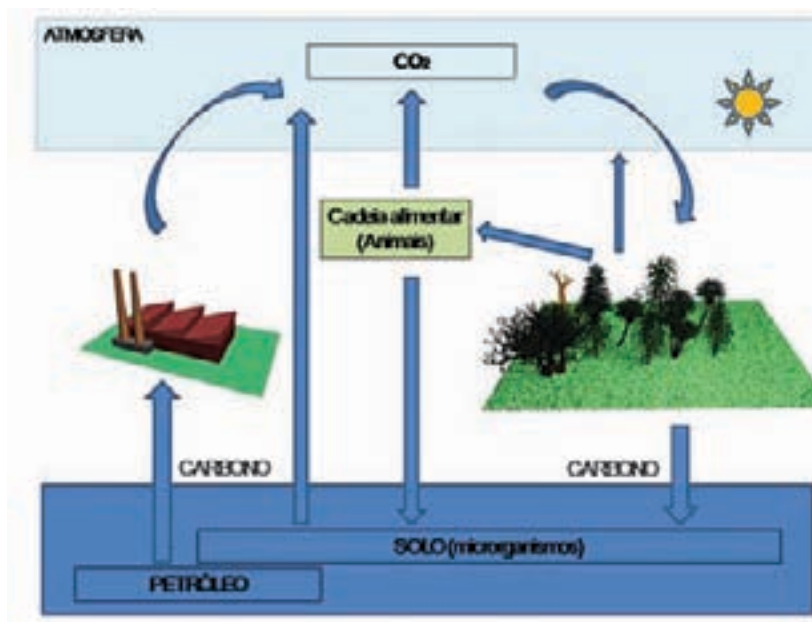 ATMOSFERA
CO₂
Cadeia alimentar
(Animais)
CARBONO
CARBONO
SOLO (microrganismos)
PETRÓLEO